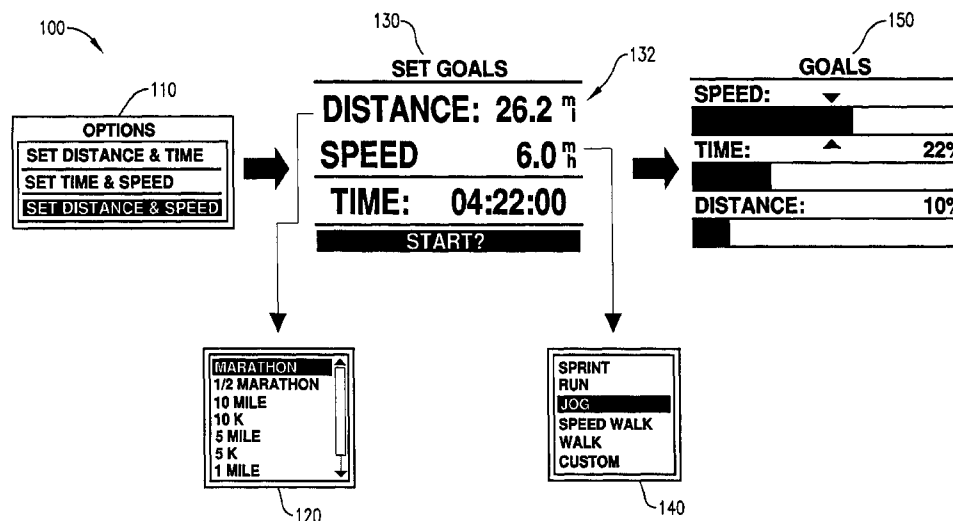 100
110
OPTIONS
SET DISTANCE & TIME
SET TIME & SPEED
SET DISTANCE & SPEED
130
SET GOALS
132
DISTANCE: 26.2 mi
SPEED 6.0 mh
TIME: 04:22:00
START?
150
GOALS
SPEED:
TIME: 22%
DISTANCE: 10%
MARATHON
1/2 MARATHON
10 MILE
10 K
5 MILE
5 K
1 MILE
120
SPRINT
RUN
JOG
SPEED WALK
WALK
CUSTOM
140